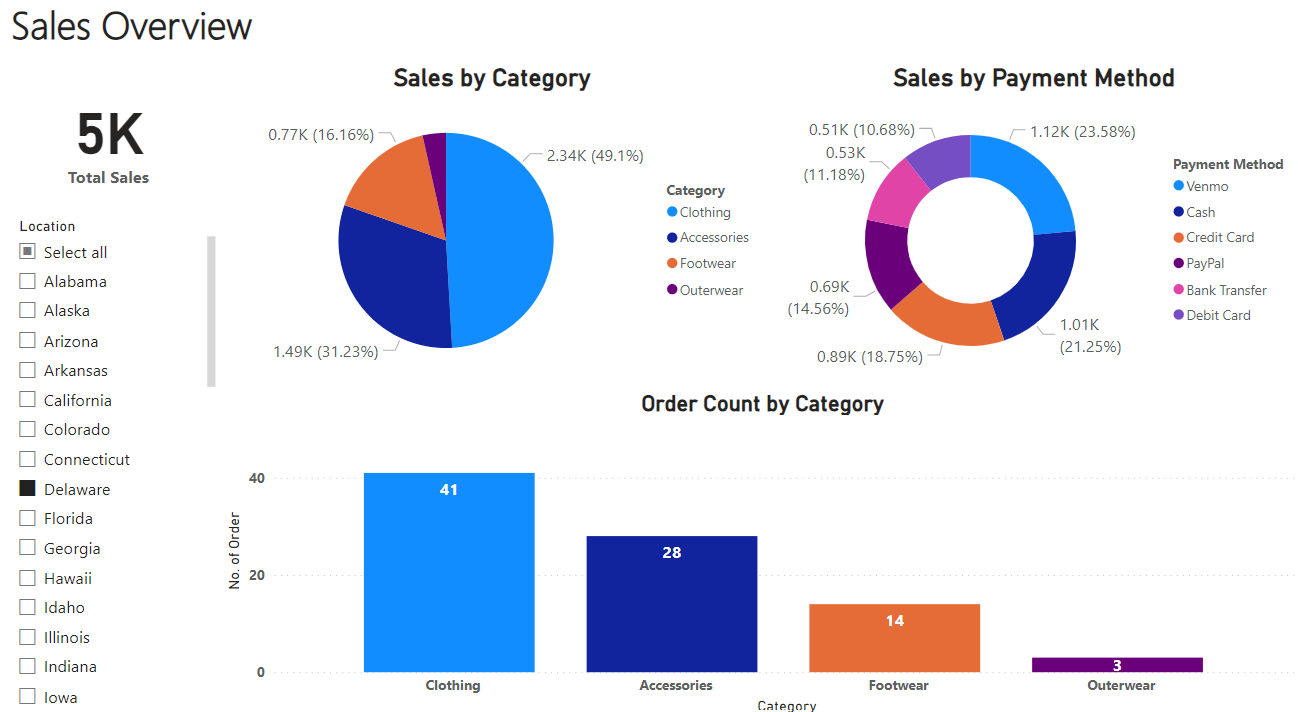 Sales Overview
5K
Total Sales
Location
Select all
Alabama
Alaska
Arizona
Arkansas
California
Colorado
Connecticut
Delaware
Florida
Georgia
Hawaii
Idaho
Illinois
Indiana
Iowa
Sales by Category
0.77K (16.16%)
2.34K (49.1%)
1.49K (31.23%)
Category
Clothing
Accessories
Footwear
Outerwear
Sales by Payment Method
0.51K (10.68%)
1.12K (23.58%)
0.53K
(11.18%)
0.69K
(14.56%)
0.89K (18.75%)
1.01K
(21.25%)
Payment Method
Venmo
Cash
Credit Card
PayPal
Bank Transfer
Debit Card
Order Count by Category
No. of Order
40
20
0
41
28
14
3
Clothing
Accessories
Footwear
Outerwear
Category